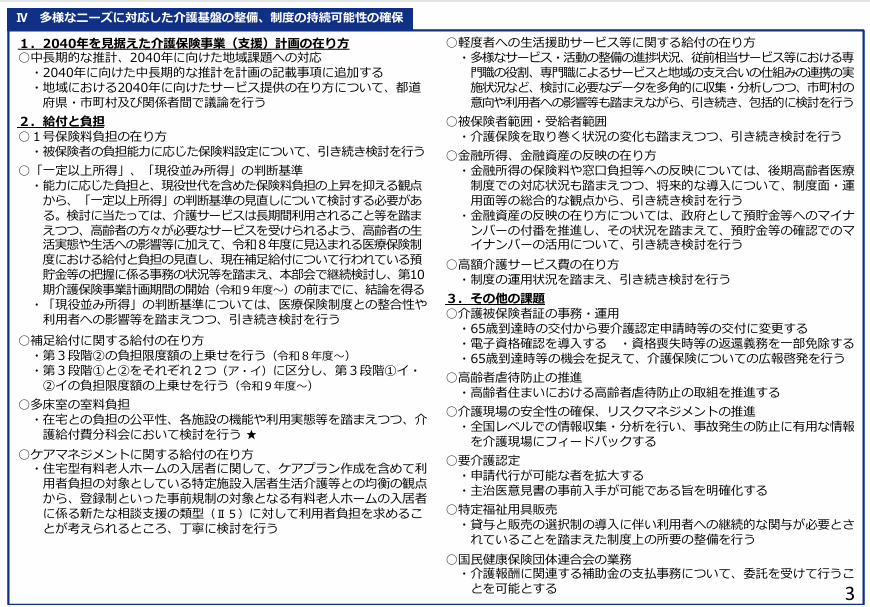 Ⅳ 多様なニーズに対応した介護基盤の整備、制度の持続可能性の確保
１．2040年を見据えた介護保険事業（支援）計画の在り方
○中長期的な推計、2040年に向けた地域課題への対応
・2040年に向けた中長期的な推計を計画の記載事項に追加する
・地域における2040年に向けたサービス提供の在り方について、都道
府県・市町村及び関係者間で議論を行う
２．給付と負担
○１号保険料負担の在り方
・被保険者の負担能力に応じた保険料設定について、引き続き検討を行う
○「一定以上所得」、「現役並み所得」の判断基準
・能力に応じた負担と、現役世代を含めた保険料負担の上昇を抑える観点
から、「一定以上所得」の判断基準の見直しについて検討する必要があ
る。検討に当たっては、介護サービスは長期間利用されること等を踏ま
えつつ、高齢者の方々が必要なサービスを受けられるよう、高齢者の生
活実態や生活への影響等に加えて、令和８年度に見込まれる医療保険制
度における給付と負担の見直し、現在補足給付について行われている預
貯金等の把握に係る事務の状況等を踏まえ、本部会で継続検討し、第10
期介護保険事業計画期間の開始（令和９年度～）の前までに、結論を得る
・「現役並み所得」の判断基準については、医療保険制度との整合性や
利用者への影響等を踏まえつつ、引き続き検討を行う
○補足給付に関する給付の在り方
・第３段階②の負担限度額の上乗せを行う（令和８年度～）
・第３段階①と②をそれぞれ２つ（ア・イ）に区分し、第３段階①イ・
②イの負担限度額の上乗せを行う（令和９年度～）
○多床室の室料負担
・在宅との負担の公平性、各施設の機能や利用実態等を踏まえつつ、介
護給付費分科会において検討を行う ★
○ケアマネジメントに関する給付の在り方
・住宅型有料老人ホームの入居者に関して、ケアプラン作成を含めて利
用者負担の対象としている特定施設入居者生活介護等との均衡の観点
から、登録制といった事前規制の対象となる有料老人ホームの入居者
に係る新たな相談支援の類型（Ⅱ５）に対して利用者負担を求めるこ
とが考えられるところ、丁寧に検討を行う
○軽度者への生活援助サービス等に関する給付の在り方
・多様なサービス・活動の整備の進捗状況、従前相当サービス等における専
門職の役割、専門職によるサービスと地域の支え合いの仕組みの連携の実
施状況など、検討に必要なデータを多角的に収集・分析しつつ、市町村の
意向や利用者への影響等も踏まえながら、引き続き、包括的に検討を行う
○被保険者範囲・受給者範囲
・介護保険を取り巻く状況の変化も踏まえつつ、引き続き検討を行う
○金融所得、金融資産の反映の在り方
・金融所得の保険料や窓口負担等への反映については、後期高齢者医療
制度での対応状況も踏まえつつ、将来的な導入について、制度面・運
用面等の総合的な観点から、引き続き検討を行う
・金融資産の反映の在り方については、政府として預貯金等へのマイナ
ンバーの付番を推進し、その状況を踏まえて、預貯金等の確認でのマ
イナンバーの活用について、引き続き検討を行う
○高額介護サービス費の在り方
・制度の運用状況を踏まえ、引き続き検討を行う
３．その他の課題
○介護被保険者証の事務・運用
・65歳到達時の交付から要介護認定申請時等の交付に変更する
・電子資格確認を導入する ・資格喪失時等の返還義務を一部免除する
・65歳到達時等の機会を捉えて、介護保険についての広報啓発を行う
○高齢者虐待防止の推進
・高齢者住まいにおける高齢者虐待防止の取組を推進する
○介護現場の安全性の確保、リスクマネジメントの推進
・全国レベルでの情報収集・分析を行い、事故発生の防止に有用な情報
を介護現場にフィードバックする
○要介護認定
・申請代行が可能な者を拡大する
・主治医意見書の事前入手が可能である旨を明確化する
○特定福祉用具販売
・貸与と販売の選択制の導入に伴い利用者への継続的な関与が必要とさ
れていることを踏まえた制度上の所要の整備を行う
○国民健康保険団体連合会の業務
・介護報酬に関連する補助金の支払事務について、委託を受けて行うこ
とを可能とする
3